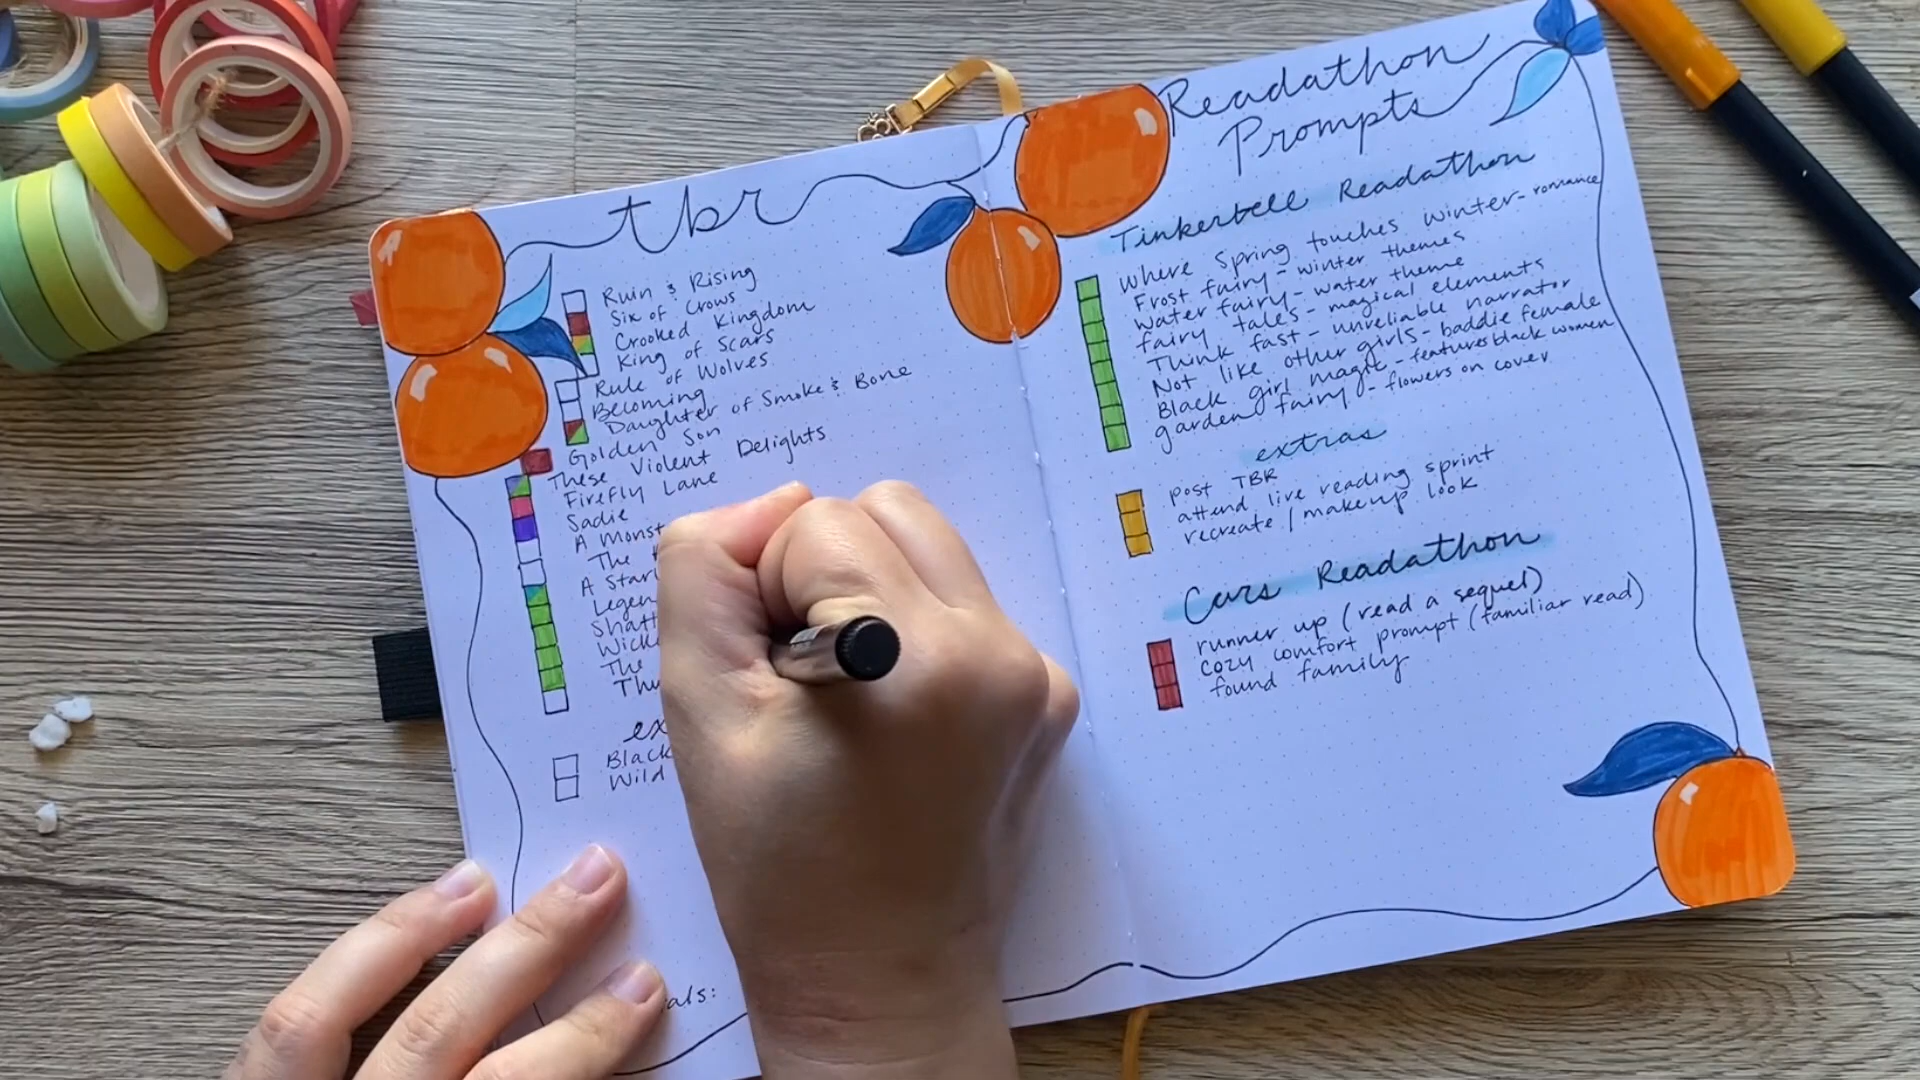 tbr
Ruin & Rising
Six of Crows
Crooked Kingdom
King of Scars
Rule of Wolves
Becoming
Daughter of Smoke & Bone
Golden Son
These Violent Delights
Firefly Lane
Sadie
A Monst
The
A Starl
Legen
Shatt
Wicke
The
Thu
ex
Black
Wild
als:
Readathon
Prompts
Tinkerbell Readathon
Where Spring touches Winter - romance
Frost fairy - winter themes
Water fairy - water theme
fairy tales - magical elements
Think fast - unreliable narrator
Not like other girls - baddie female
Black girl magic - features black women
garden fairy - flowers on cover
extras
post TBR
attend live reading sprint
recreate / makeup look
Cars Readathon
runner up (read a sequel)
cozy comfort prompt (familiar read)
found family